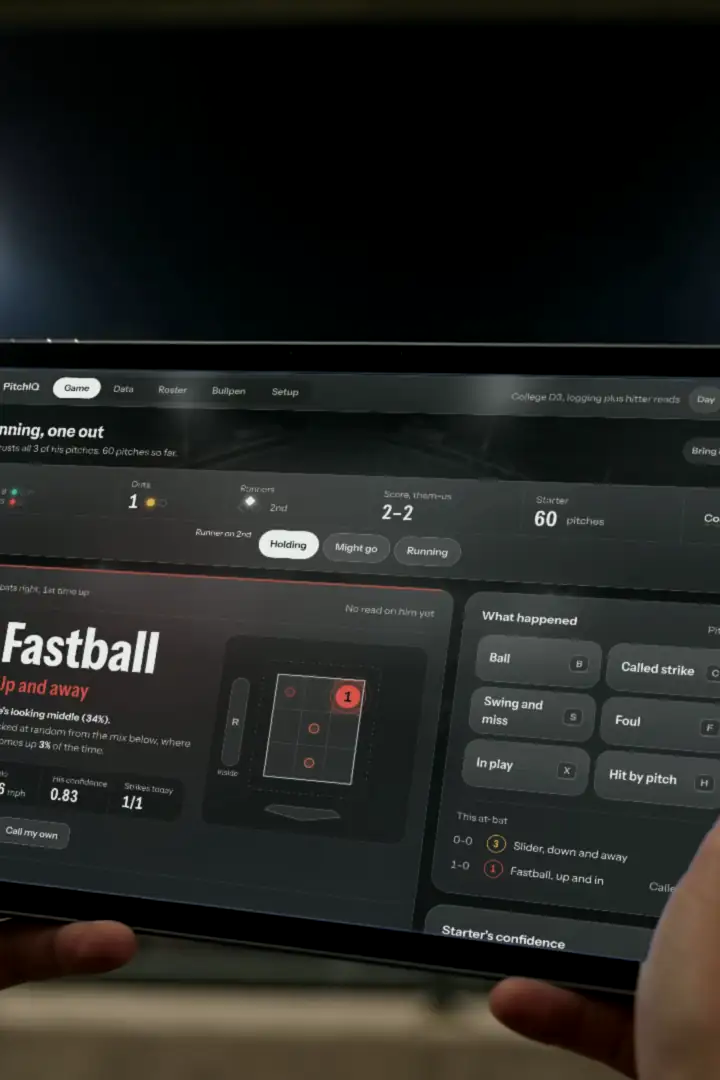 PitchIQ Game Data Roster Bullpen Setup College D3, logging plus hitter reads Day
nning, one out
rusts all 3 of his pitches. 60 pitches so far.
Bring
Outs
1
Runners
2nd
Score, them-us
2–2
Starter
60 pitches
Co
Runner on 2nd Holding Might go Running
bats right, 1st time up
No read on him yet
Fastball
Up and away
e's looking middle (34%).
cked at random from the mix below, where
omes up 3% of the time.
6 mph
His confidence
0.83
Strikes today
1/1
Call my own
R
Inside
1
What happened
Pit
Ball B
Called strike C
Swing and miss S
Foul F
In play X
Hit by pitch H
This at-bat
0-0 3 Slider, down and away
1-0 1 Fastball, up and in
Calle
Starter's confidence